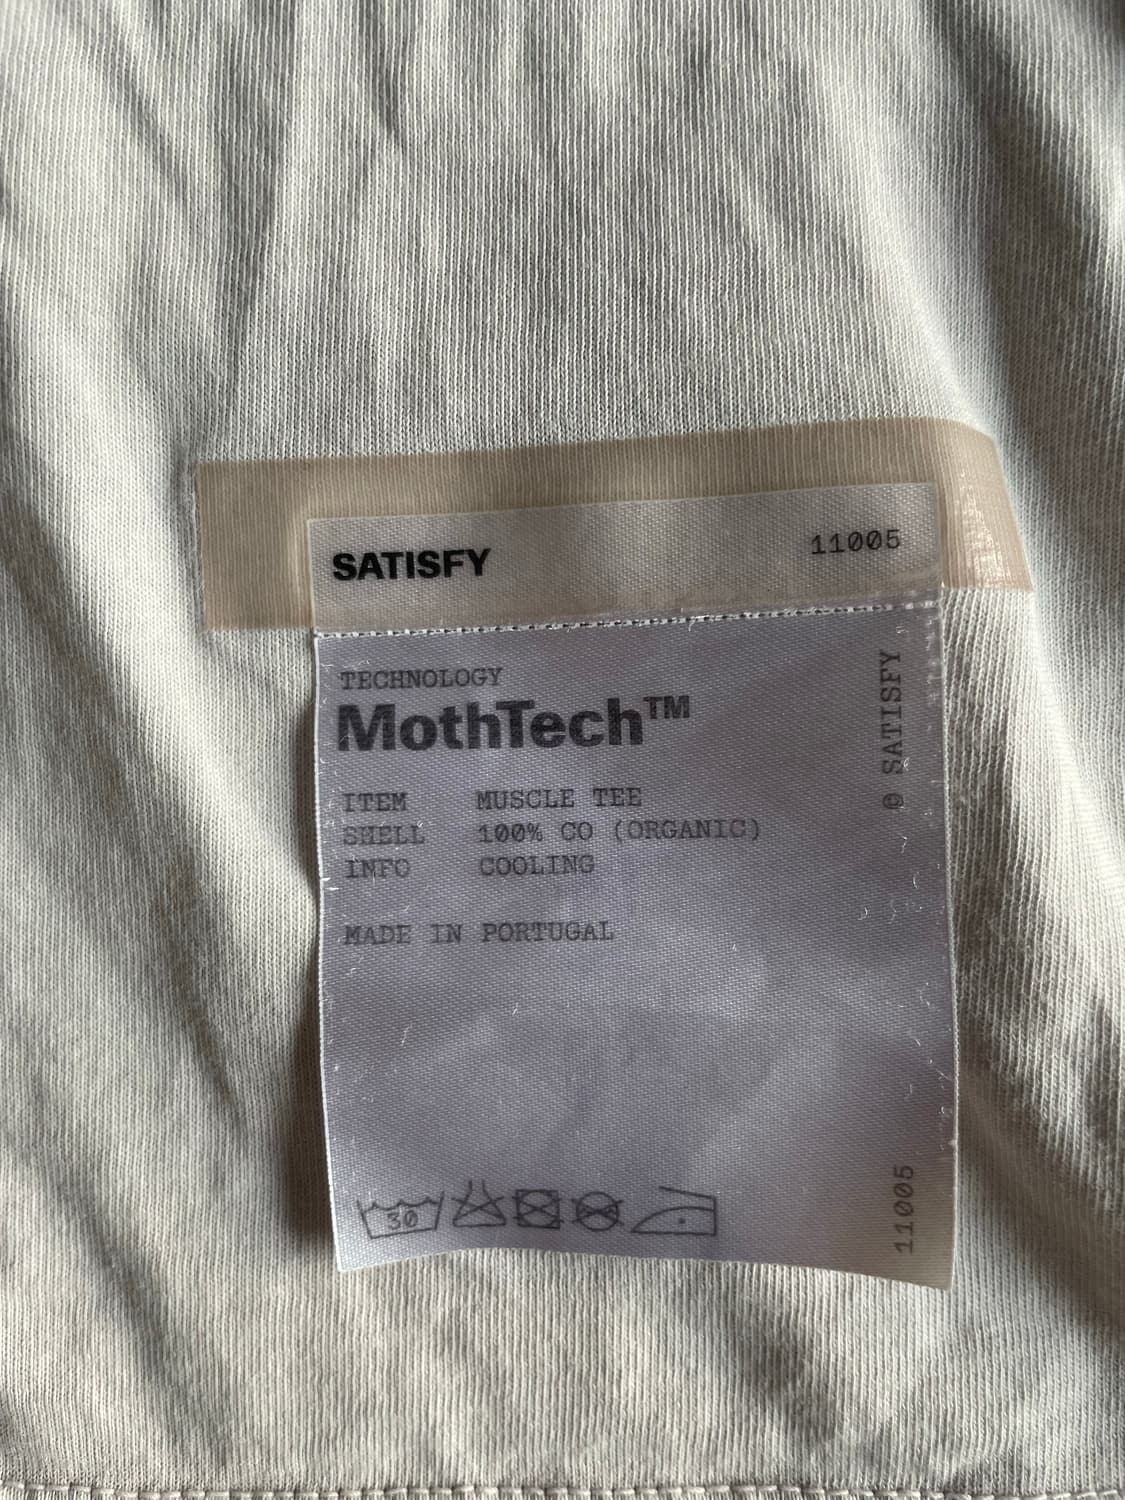 SATISFY 11005
TECHNOLOGY
MothTech™
ITEM MUSCLE TEE
SHELL 100% CO (ORGANIC)
INFO COOLING
MADE IN PORTUGAL
30
© SATISFY
11005